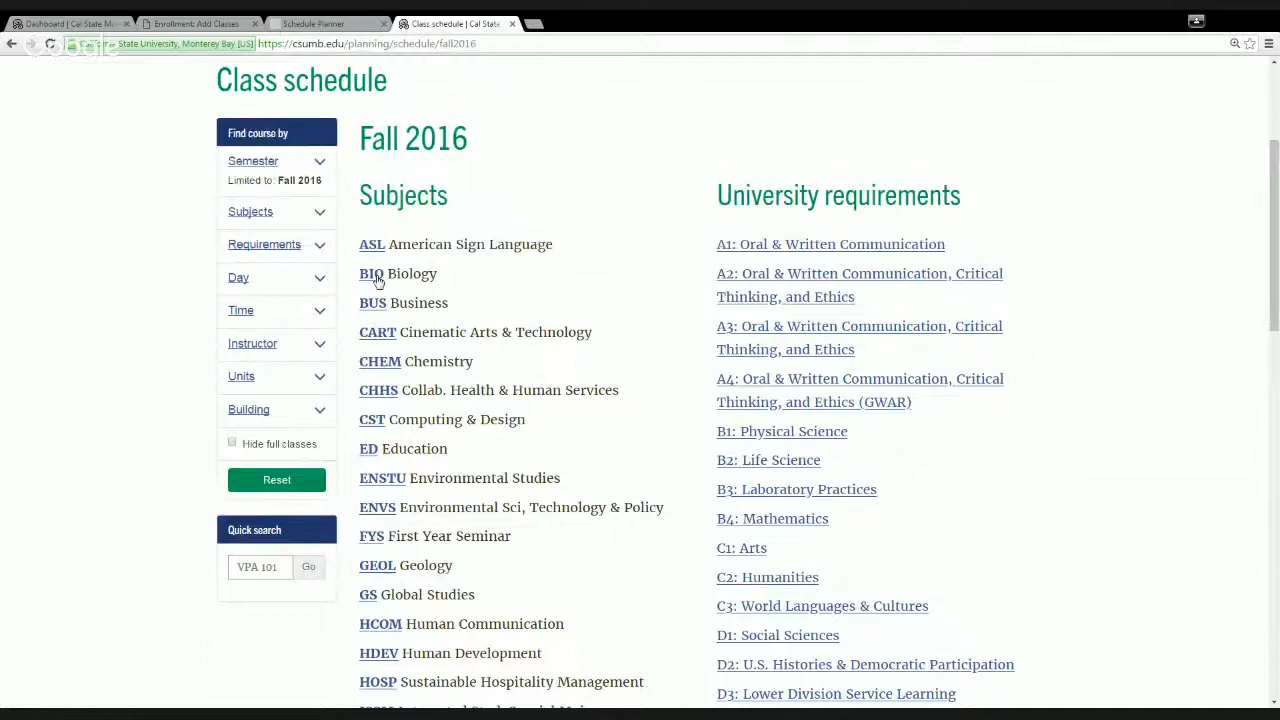 Dashboard | Cal State Mo
Enrollment: Add Classes
Schedule Planner
Class schedule | Cal State
State University, Monterey Bay [US]
https://csumb.edu/planning/schedule/fall2016
Google
Class schedule
Find course by
Semester
Limited to: Fall 2016
Subjects
Requirements
Day
Time
Instructor
Units
Building
Hide full classes
Reset
Quick search
VPA 101
Go
Fall 2016
Subjects
ASL American Sign Language
BIO Biology
BUS Business
CART Cinematic Arts & Technology
CHEM Chemistry
CHHS Collab. Health & Human Services
CST Computing & Design
ED Education
ENSTU Environmental Studies
ENVS Environmental Sci, Technology & Policy
FYS First Year Seminar
GEOL Geology
GS Global Studies
HCOM Human Communication
HDEV Human Development
HOSP Sustainable Hospitality Management
University requirements
A1: Oral & Written Communication
A2: Oral & Written Communication, Critical
Thinking, and Ethics
A3: Oral & Written Communication, Critical
Thinking, and Ethics
A4: Oral & Written Communication, Critical
Thinking, and Ethics (GWAR)
B1: Physical Science
B2: Life Science
B3: Laboratory Practices
B4: Mathematics
C1: Arts
C2: Humanities
C3: World Languages & Cultures
D1: Social Sciences
D2: U.S. Histories & Democratic Participation
D3: Lower Division Service Learning